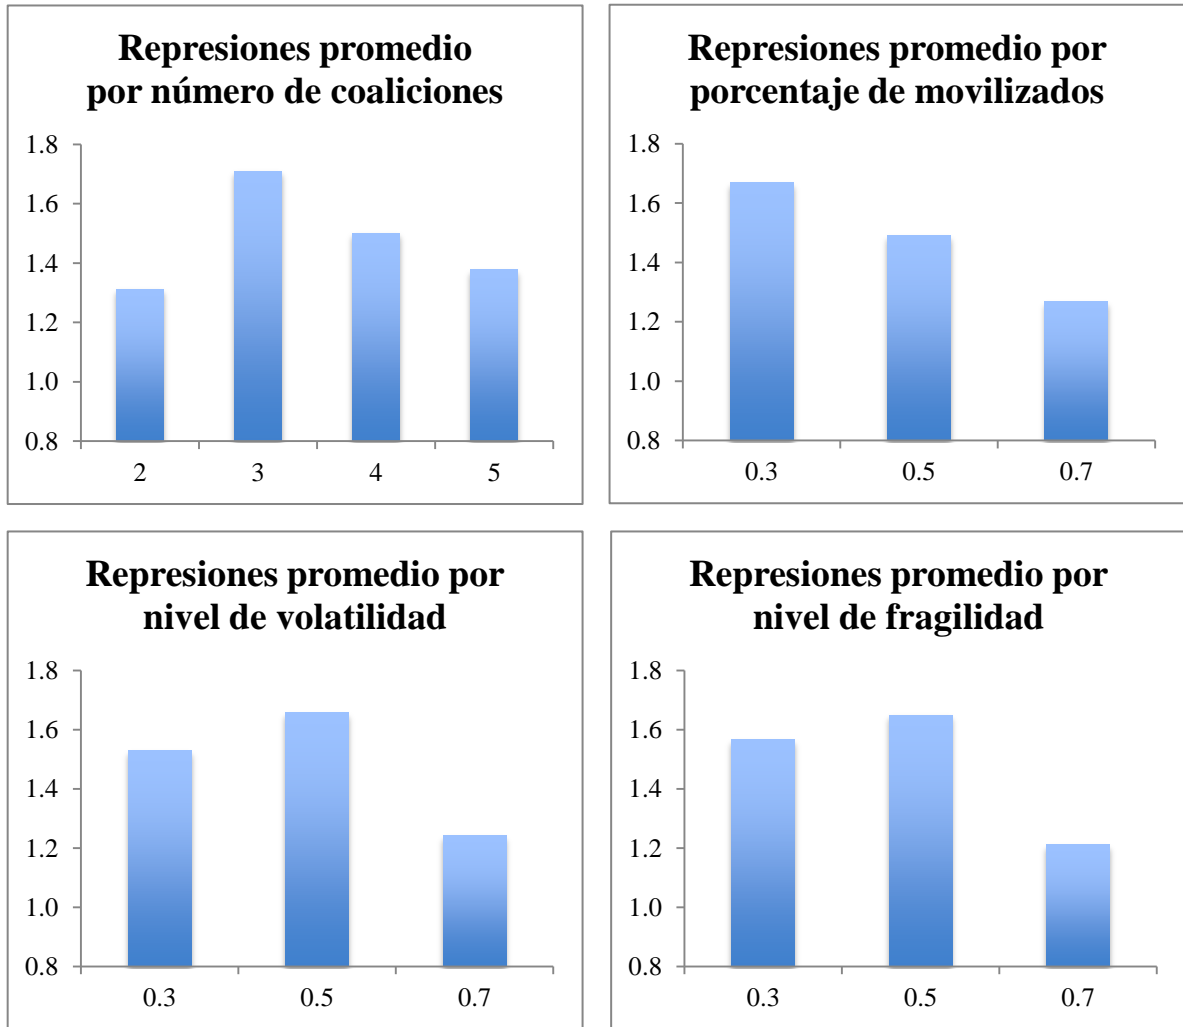 Represiones promedio
por número de coaliciones
1.8
1.6
1.4
1.2
1.0
0.8
2 3 4 5
Represiones promedio por
porcentaje de movilizados
1.8
1.6
1.4
1.2
1.0
0.8
0.3 0.5 0.7
Represiones promedio por
nivel de volatilidad
1.8
1.6
1.4
1.2
1.0
0.8
0.3 0.5 0.7
Represiones promedio por
nivel de fragilidad
1.8
1.6
1.4
1.2
1.0
0.8
0.3 0.5 0.7